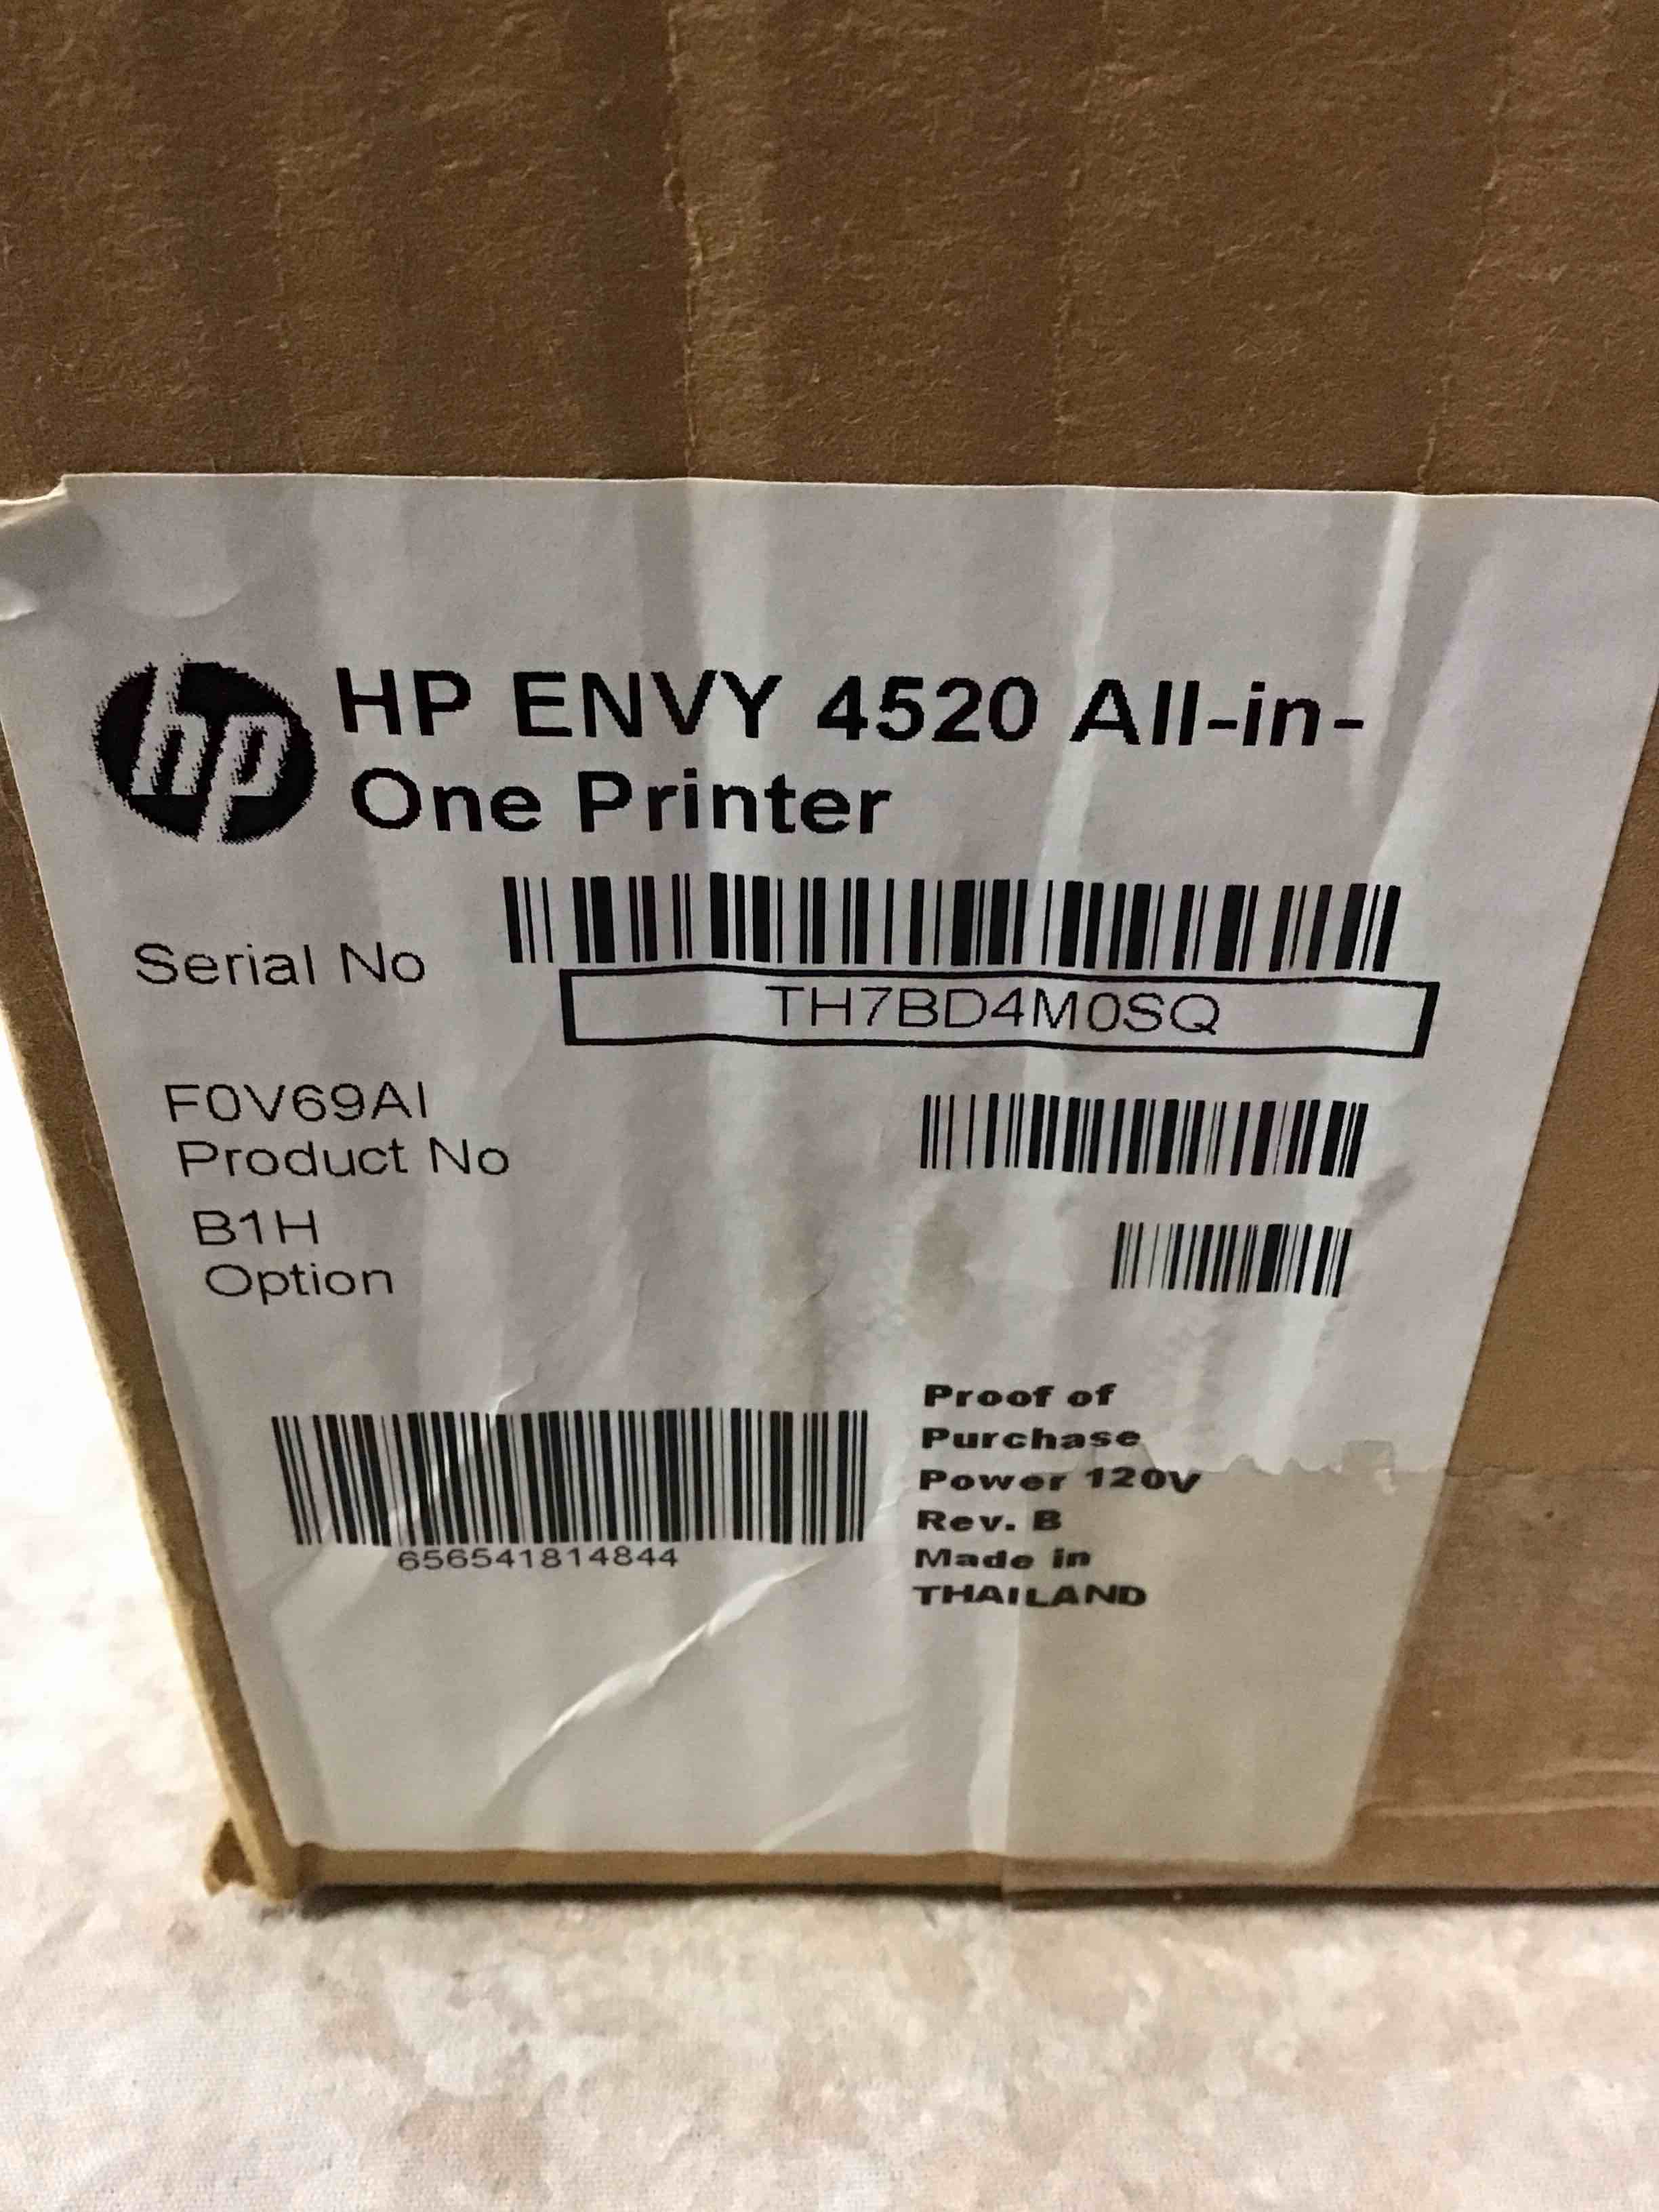 hp
HP ENVY 4520 All-in-
One Printer
Serial No
TH7BD4M0SQ
F0V69AI
Product No
B1H
Option
656541814844
Proof of
Purchase
Power 120V
Rev. B
Made in
THAILAND